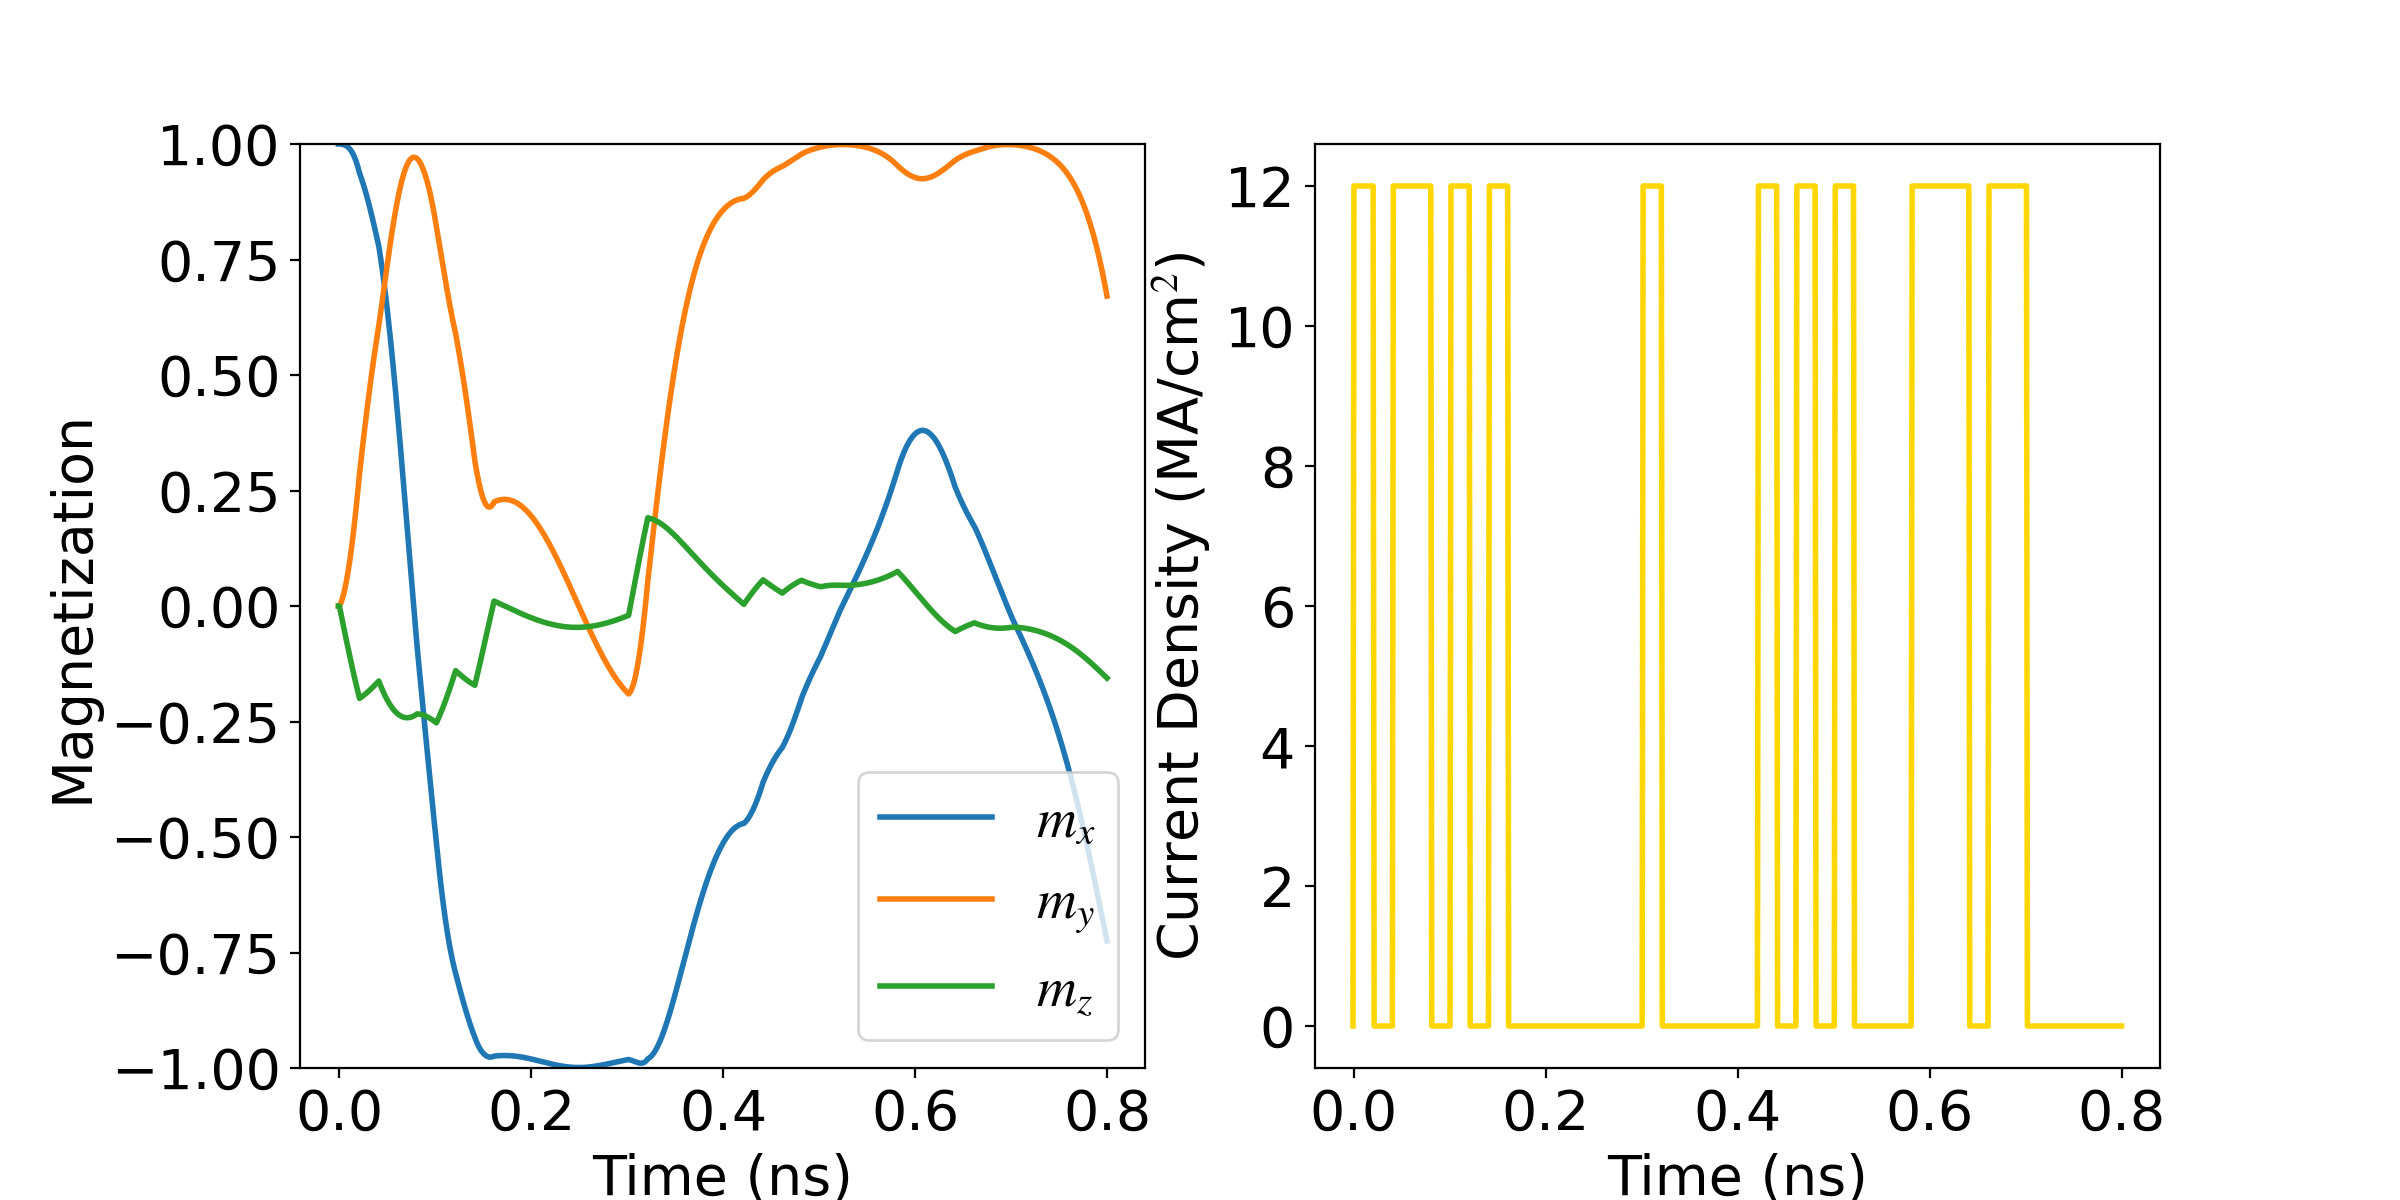 Magnetization
1.00
0.75
0.50
0.25
0.00
−0.25
−0.50
−0.75
−1.00
0.0 0.2 0.4 0.6 0.8
Time (ns)
m_x
m_y
m_z
Current Density (MA/cm²)
12
10
8
6
4
2
0
0.0 0.2 0.4 0.6 0.8
Time (ns)